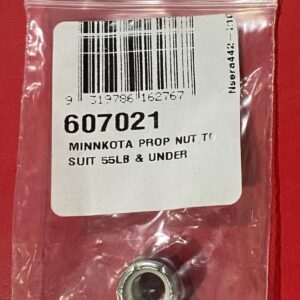 9 319786 162767
607021
MINNKOTA PROP NUT TO
SUIT 55LB & UNDER